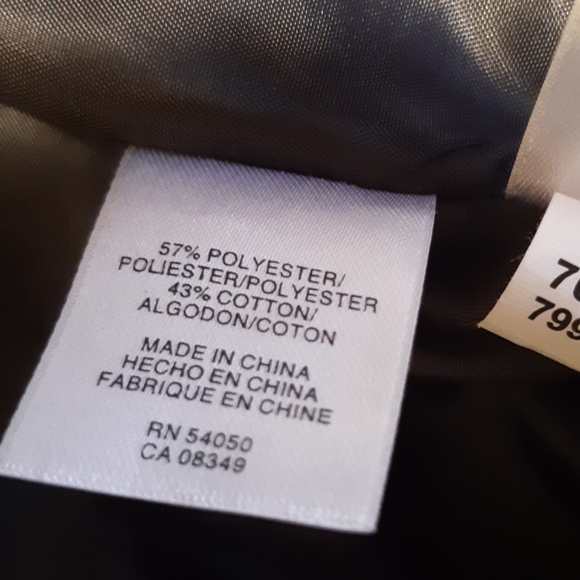 57% POLYESTER/
POLIESTER/POLYESTER
43% COTTON/
ALGODON/COTON
MADE IN CHINA
HECHO EN CHINA
FABRIQUE EN CHINE
RN 54050
CA 08349